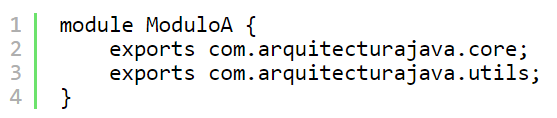 1 module ModuloA {
2     exports com.arquitecturajava.core;
3     exports com.arquitecturajava.utils;
4 }